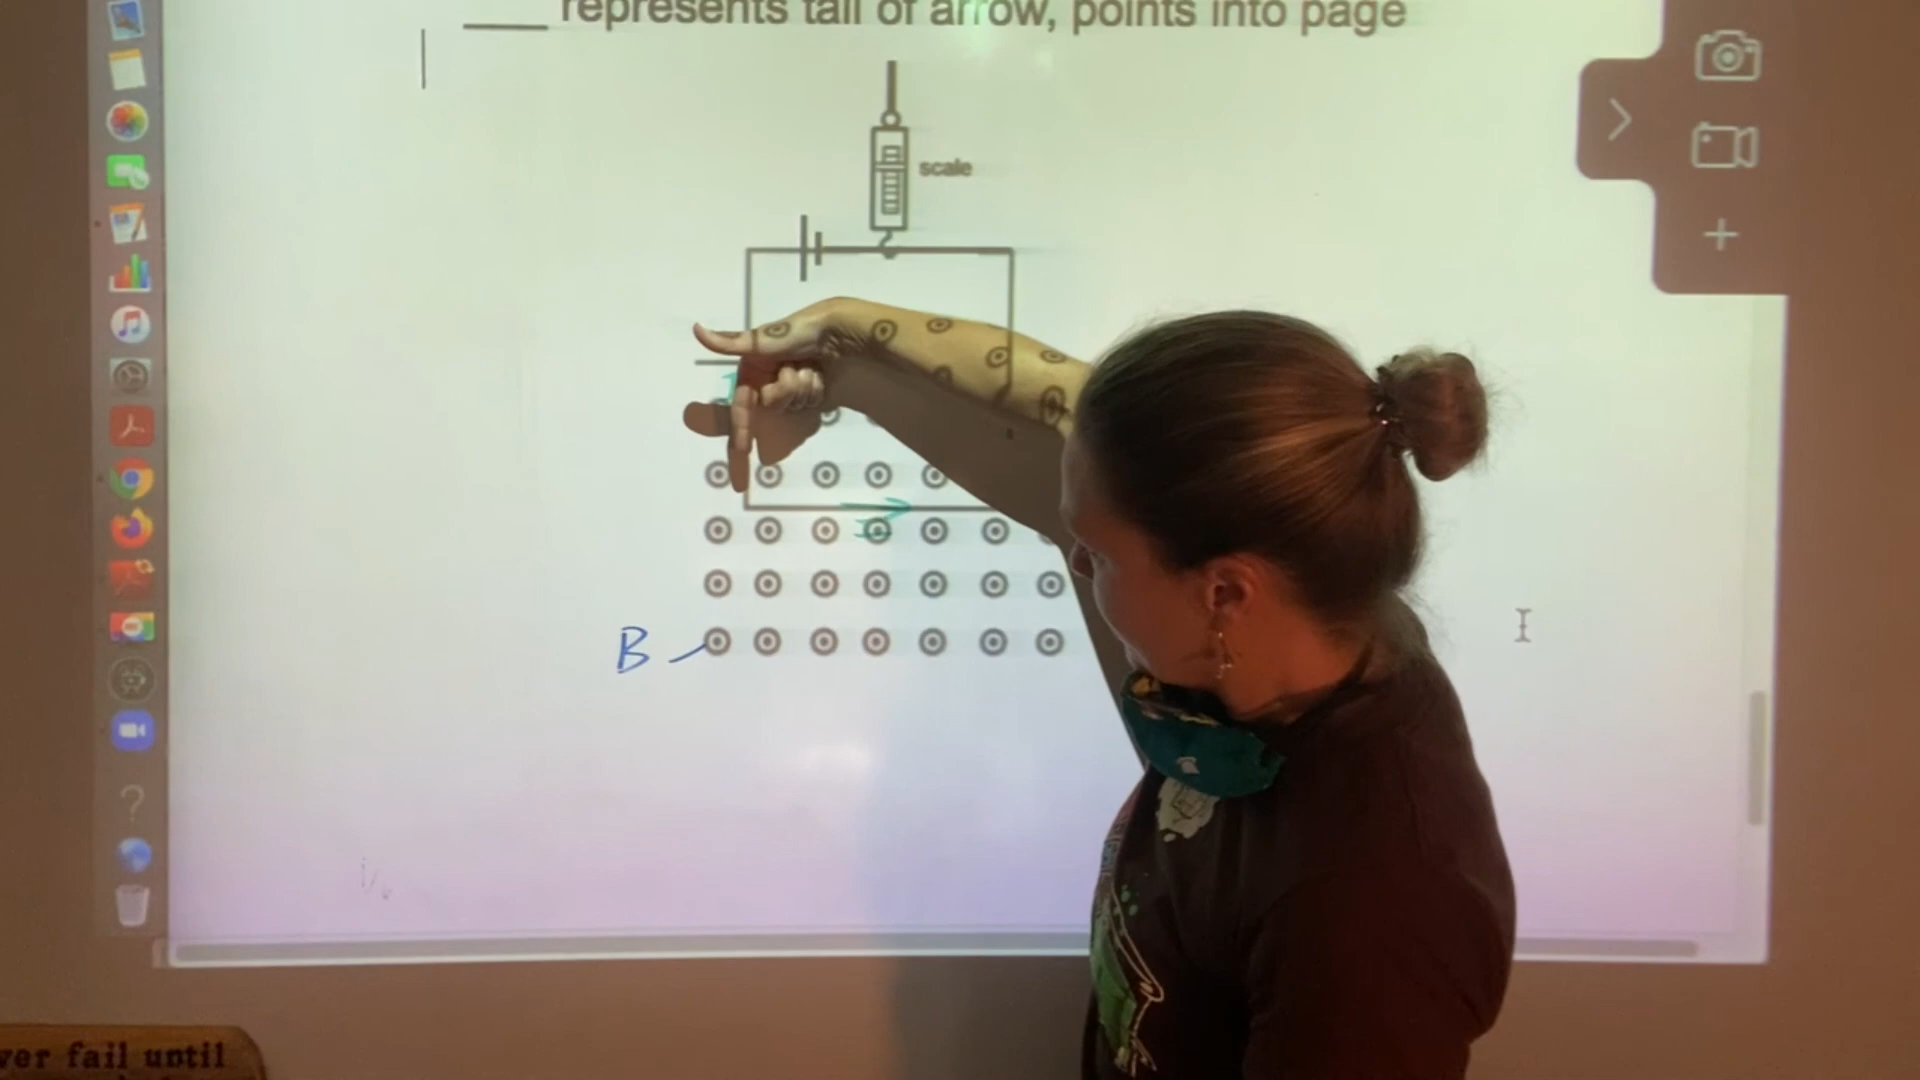 represents tail of arrow, points into page
scale
B
ver fail until